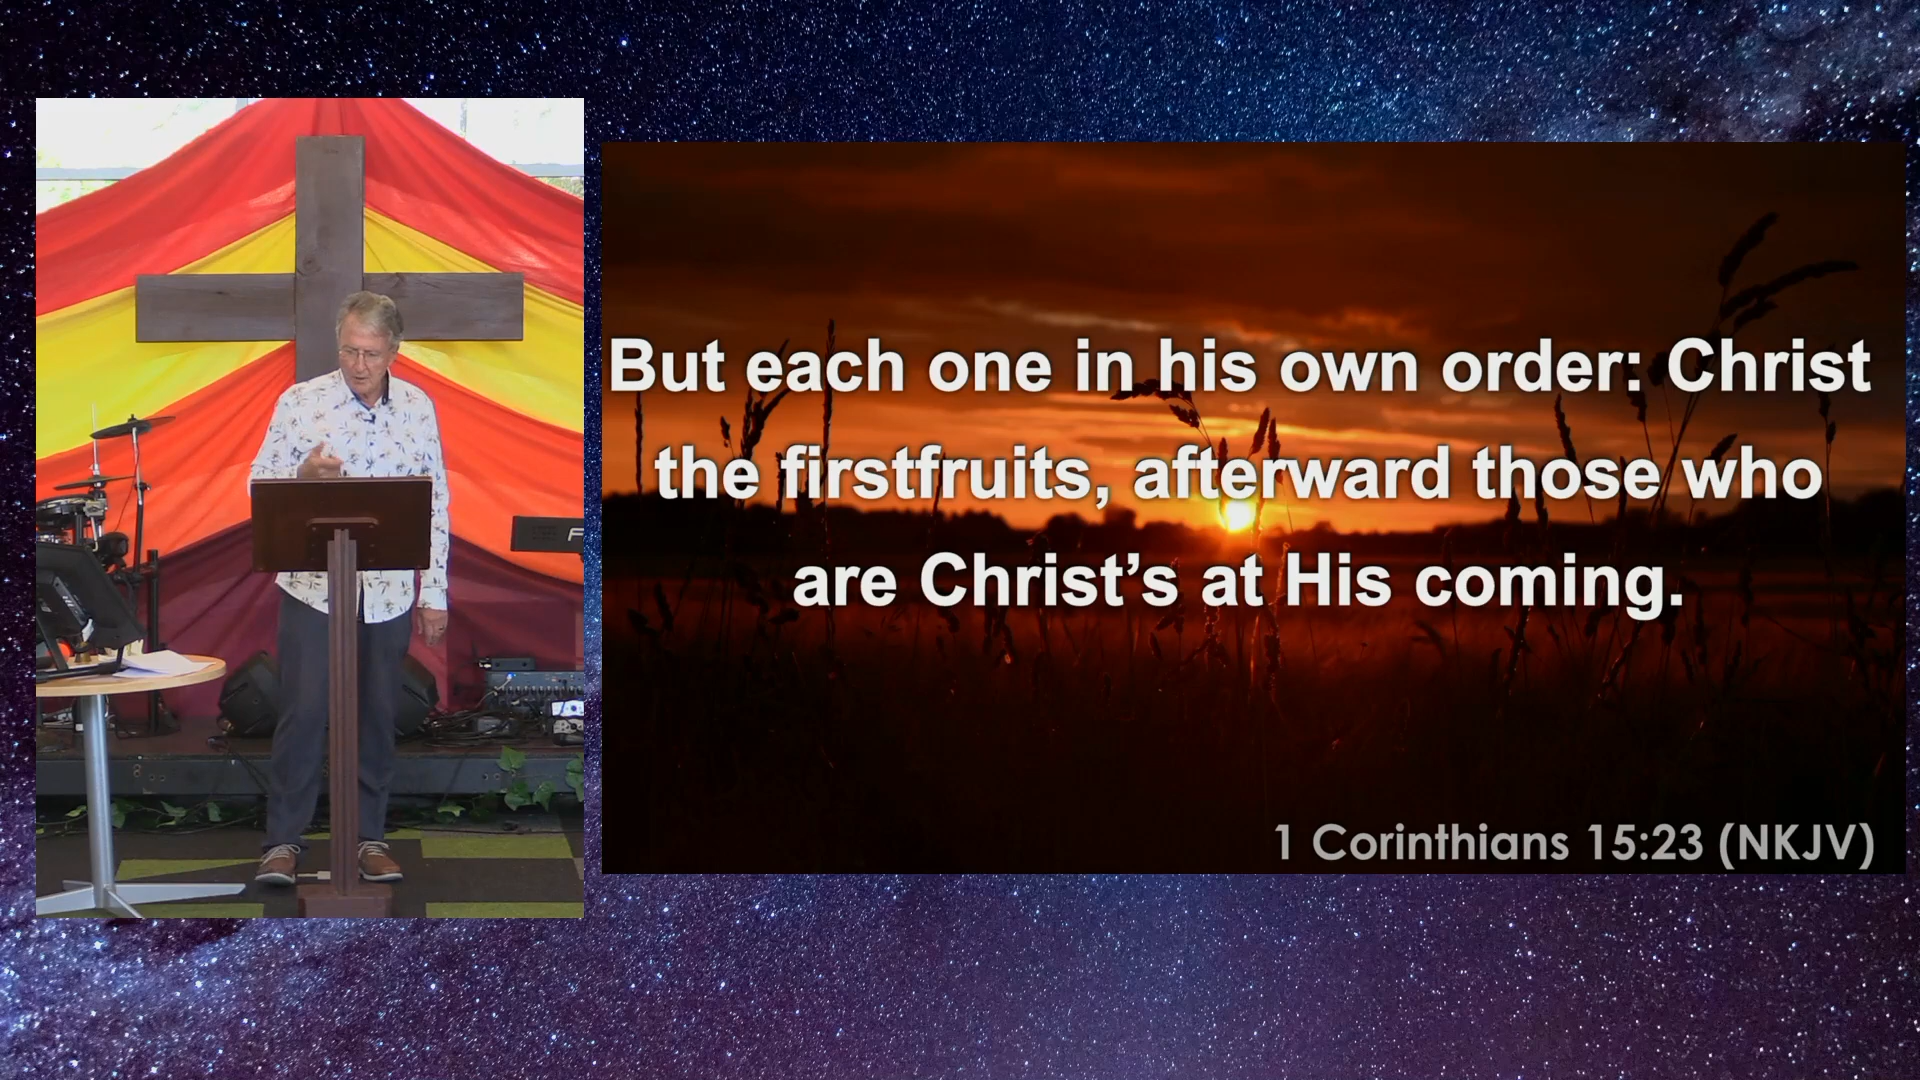 But each one in his own order: Christ
the firstfruits, afterward those who
are Christ’s at His coming.
1 Corinthians 15:23 (NKJV)